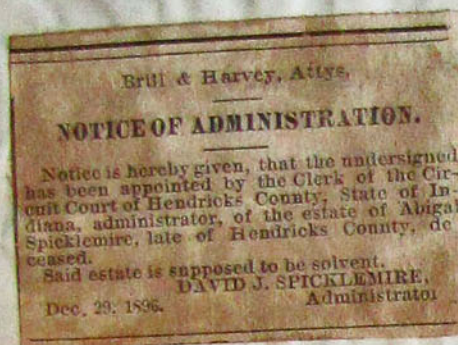 Brill & Harvey, Attys,
NOTICE OF ADMINISTRATION.
Notice is hereby given, that the undersigned
has been appointed by the Clerk of the Cir-
cuit Court of Hendricks County, State of In-
diana, administrator, of the estate of Abigal
Spicklemire, late of Hendricks County, de
ceased.
Said estate is supposed to be solvent.
DAVID J. SPICKLEMIRE,
Dec. 29, 1896. Administrator